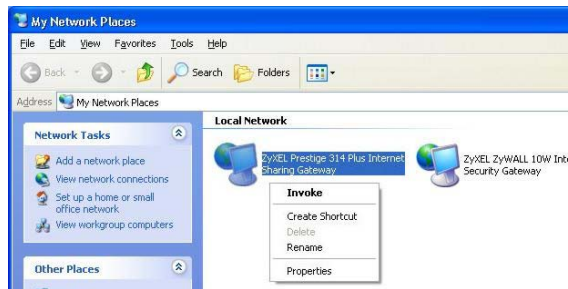 My Network Places
File Edit View Favorites Tools Help
Back Search Folders
Address My Network Places
Network Tasks
Add a network place
View network connections
Set up a home or small
office network
View workgroup computers
Other Places
Local Network
ZyXEL Prestige 314 Plus Internet
Sharing Gateway
ZyXEL ZyWALL 10W Inte
Security Gateway
Invoke
Create Shortcut
Delete
Rename
Properties